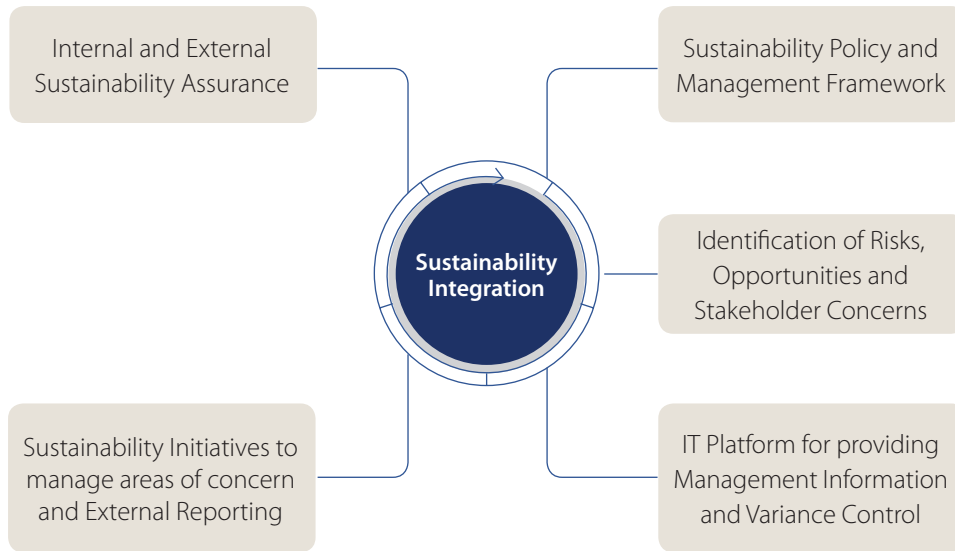 Internal and External
Sustainability Assurance
Sustainability Policy and
Management Framework
Sustainability
Integration
Identification of Risks,
Opportunities and
Stakeholder Concerns
Sustainability Initiatives to
manage areas of concern
and External Reporting
IT Platform for providing
Management Information
and Variance Control